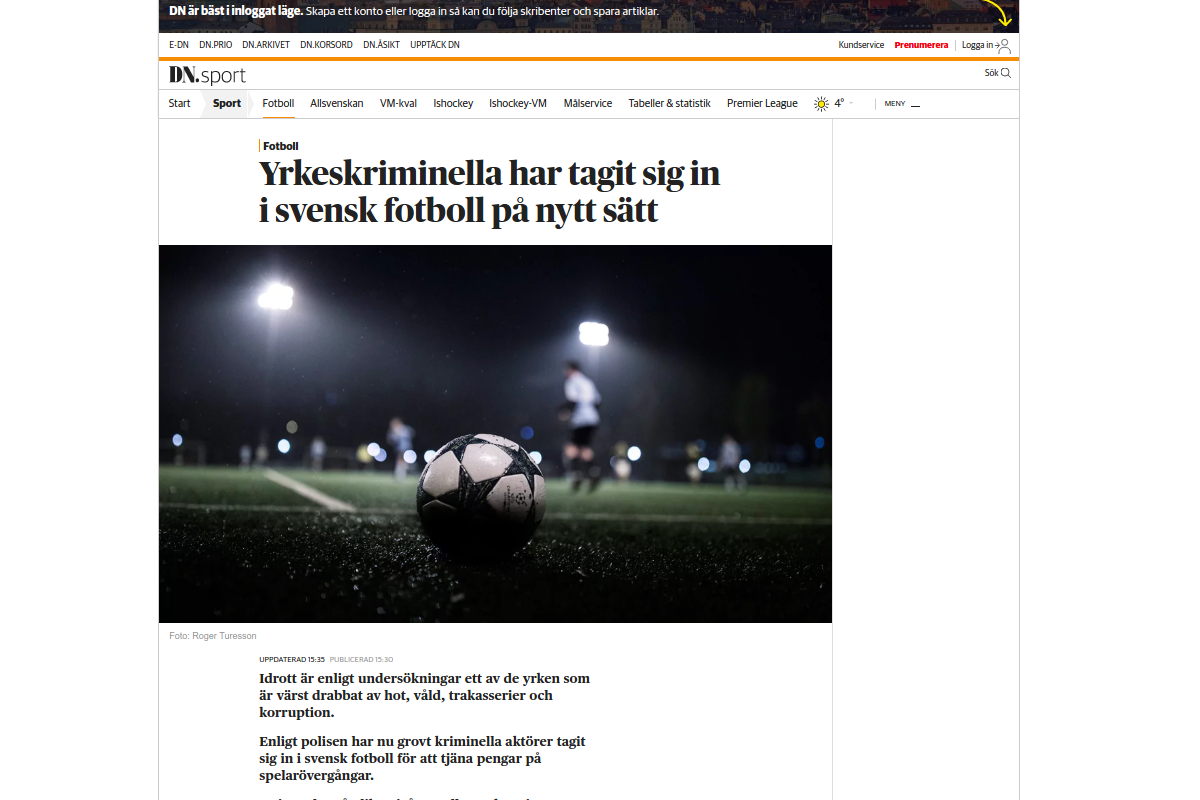 DN är bäst i inloggat läge. Skapa ett konto eller logga in så kan du följa skribenter och spara artiklar.
E-DN DN.PRIO DN.ARKIVET DN.KORSORD DN.ÅSIKT UPPTÄCK DN Kundservice Prenumerera Logga in
DN.sport Sök
Start Sport Fotboll Allsvenskan VM-kval Ishockey Ishockey-VM Målservice Tabeller & statistik Premier League 4° MENY
Fotboll
Yrkeskriminella har tagit sig in
i svensk fotboll på nytt sätt
Foto: Roger Turesson
UPPDATERAD 15:35 PUBLICERAD 15:30
Idrott är enligt undersökningar ett av de yrken som
är värst drabbat av hot, våld, trakasserier och
korruption.
Enligt polisen har nu grovt kriminella aktörer tagit
sig in i svensk fotboll för att tjäna pengar på
spelarövergångar.